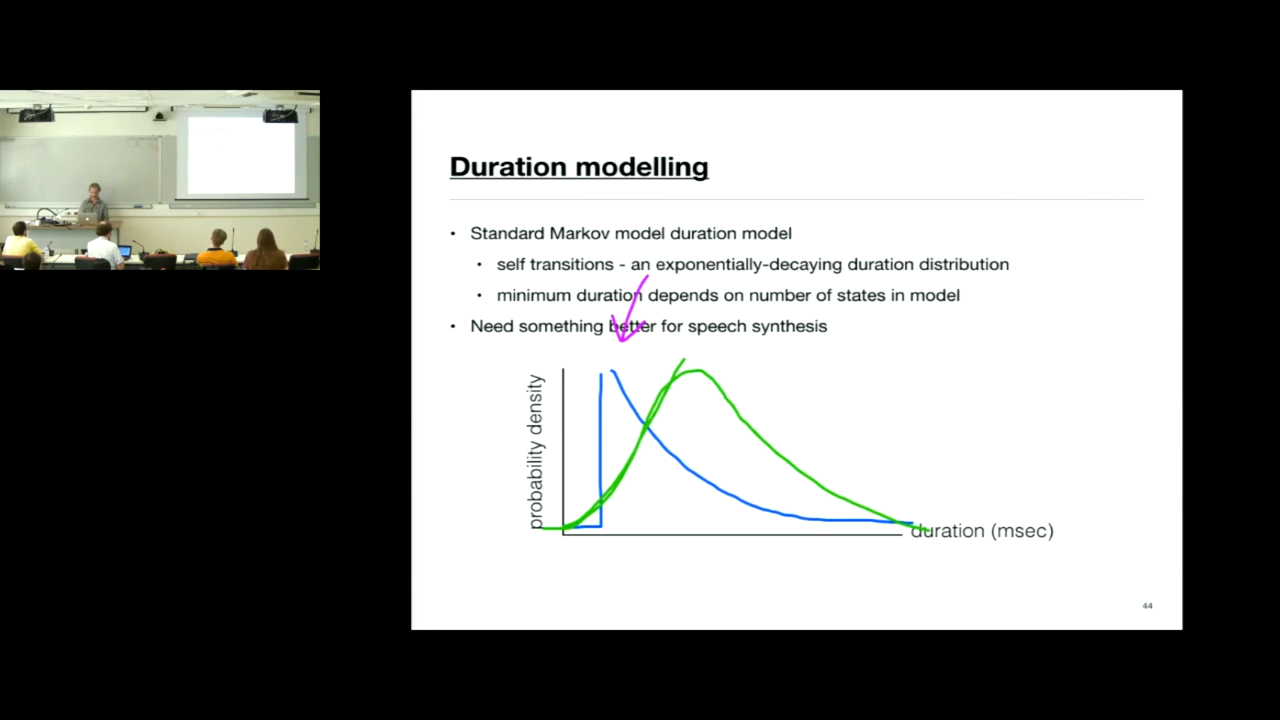 Duration modelling
• Standard Markov model duration model
• self transitions - an exponentially-decaying duration distribution
• minimum duration depends on number of states in model
• Need something better for speech synthesis
probability density
duration (msec)
44